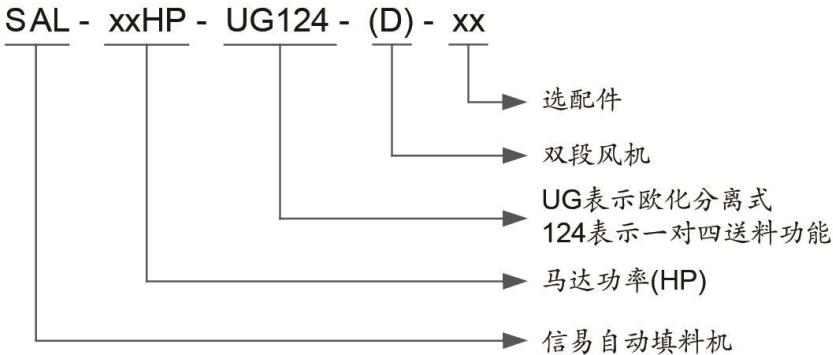 SAL - xxHP - UG124 - (D) - xx
选配件
双段风机
UG表示欧化分离式
124表示一对四送料功能
马达功率(HP)
信易自动填料机